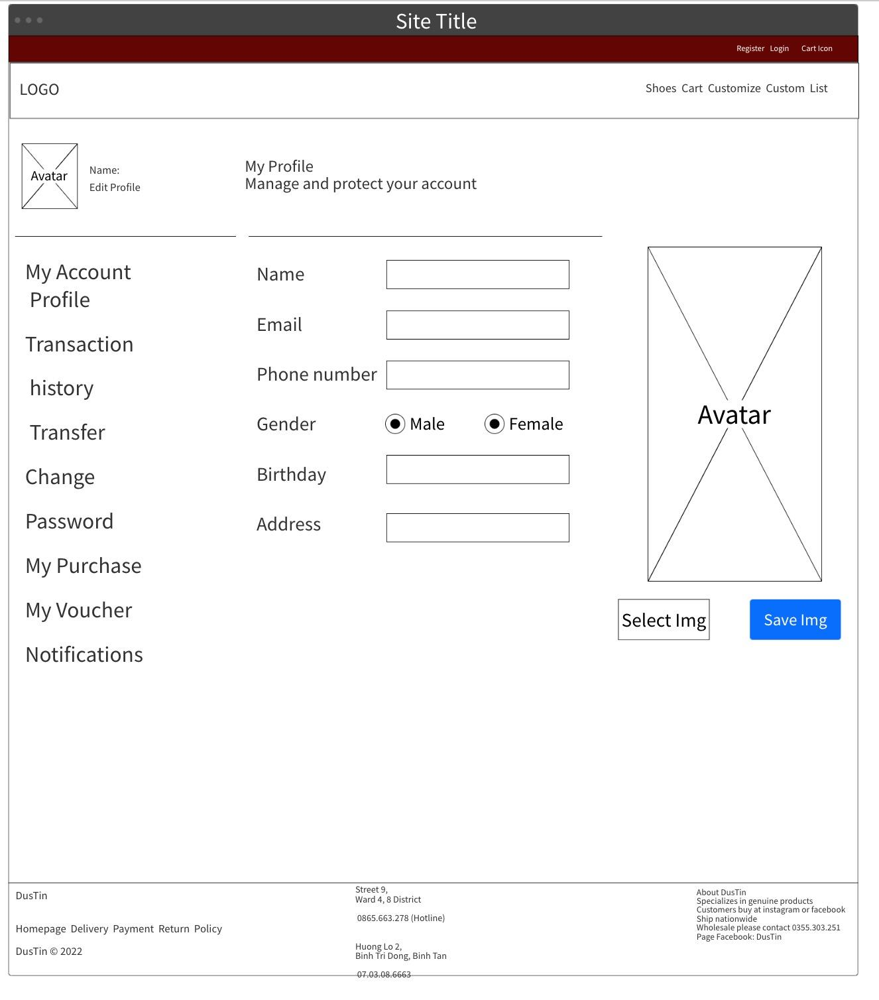 Site Title
Register Login Cart Icon
LOGO
Shoes Cart Customize Custom List
Avatar
Name:
Edit Profile
My Profile
Manage and protect your account
My Account
Profile
Transaction
history
Transfer
Change
Password
My Purchase
My Voucher
Notifications
Name
Email
Phone number
Gender
Male
Female
Birthday
Address
Avatar
Select Img
Save Img
DusTin
Homepage Delivery Payment Return Policy
DusTin © 2022
Street 9,
Ward 4, 8 District
0865.663.278 (Hotline)
Huong Lo 2,
Binh Tri Dong, Binh Tan
07.03.08.6663
About DusTin
Specializes in genuine products
Customers buy at instagram or facebook
Ship nationwide
Wholesale please contact 0355.303.251
Page Facebook: DusTin